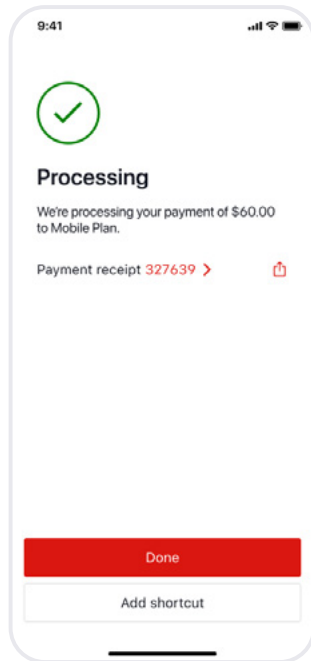 9:41
Processing
We're processing your payment of $60.00
to Mobile Plan.
Payment receipt 327639
Done
Add shortcut